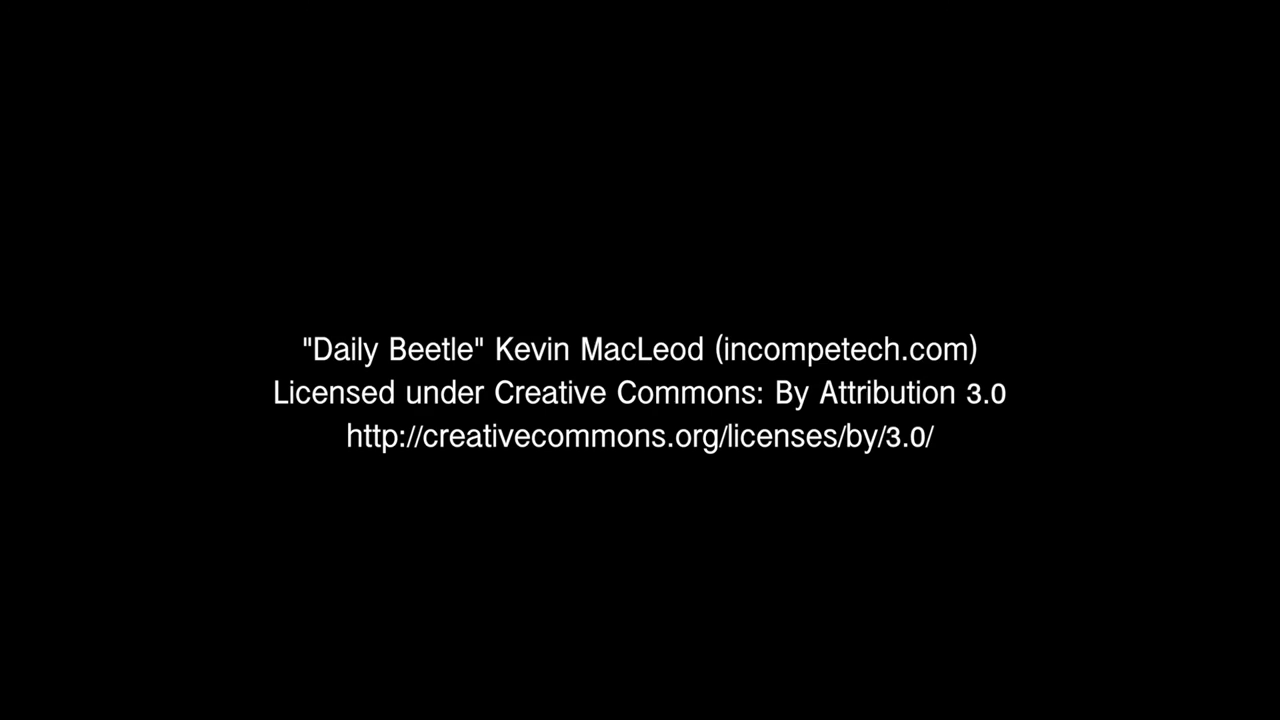 "Daily Beetle" Kevin MacLeod (incompetech.com)
Licensed under Creative Commons: By Attribution 3.0
http://creativecommons.org/licenses/by/3.0/